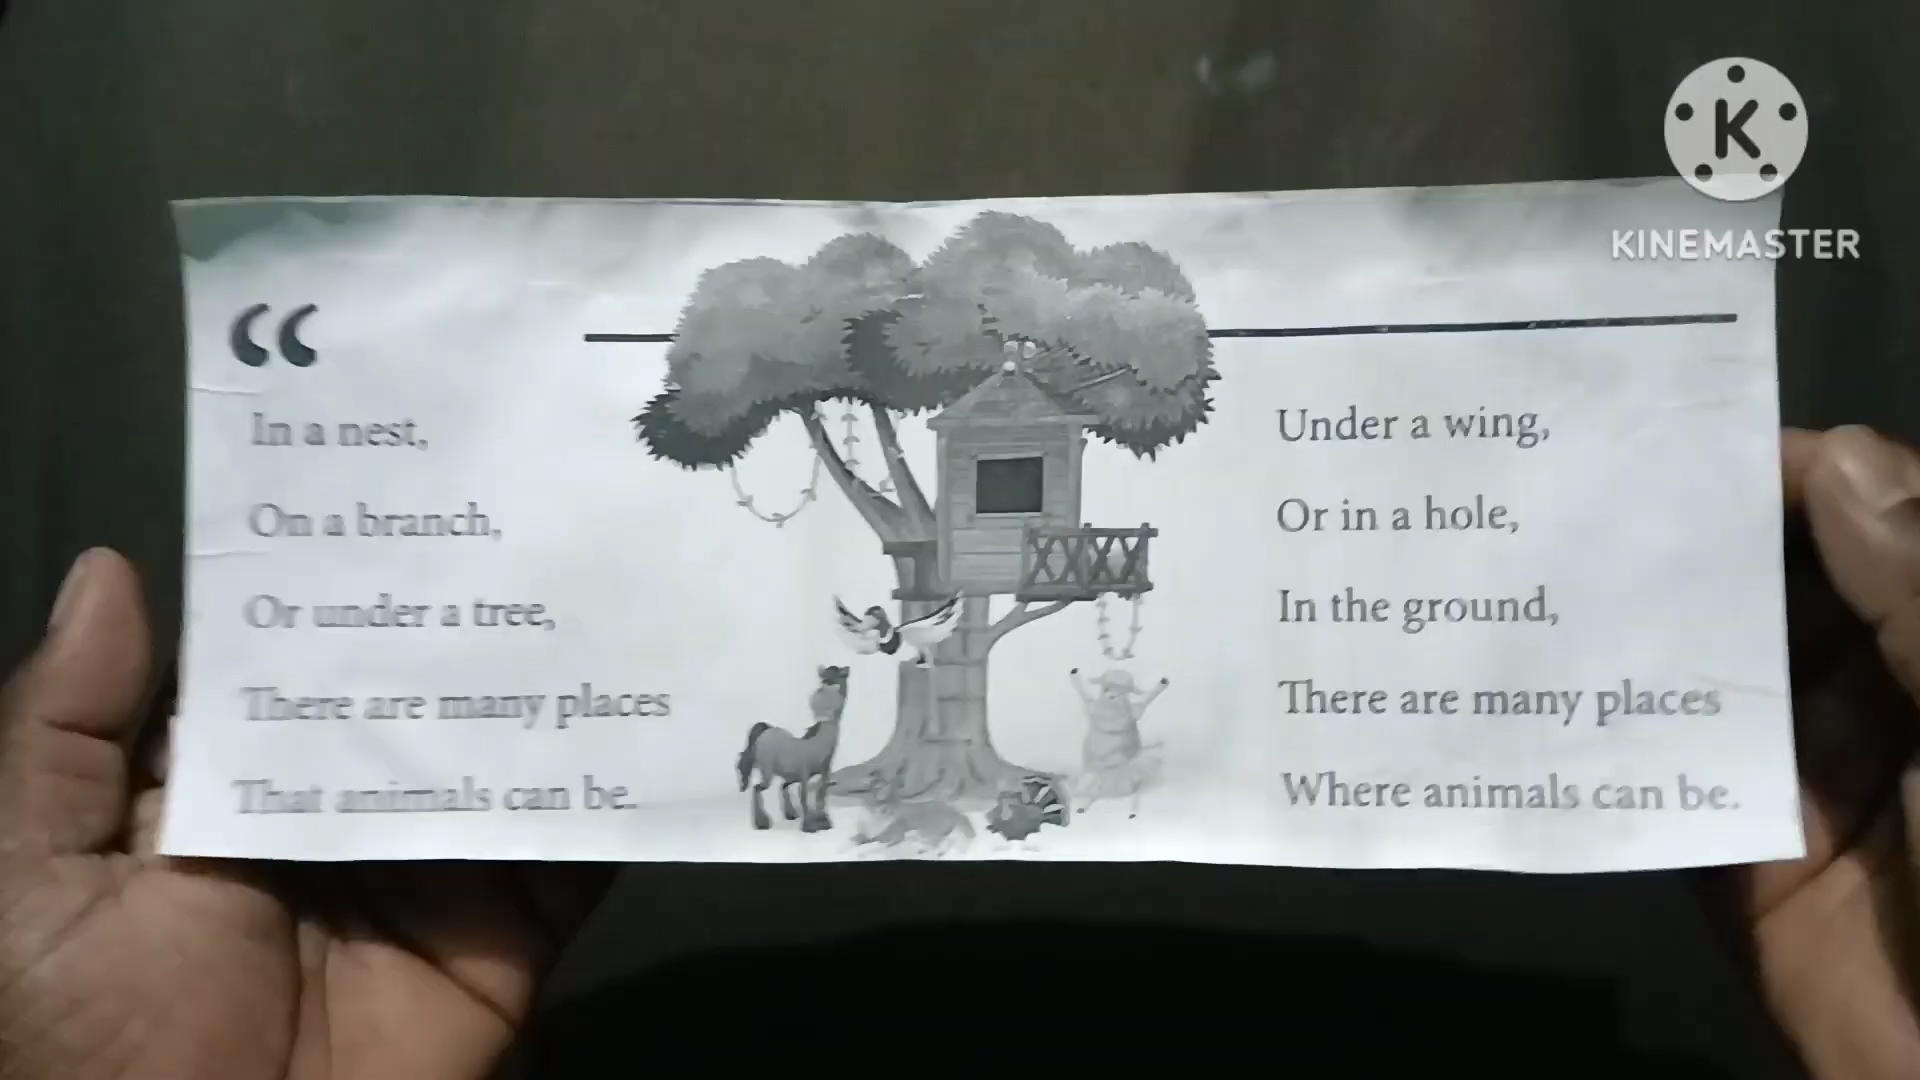 “
In a nest,
On a branch,
Or under a tree,
There are many places
That animals can be.
Under a wing,
Or in a hole,
In the ground,
There are many places
Where animals can be.
K
KINEMASTER